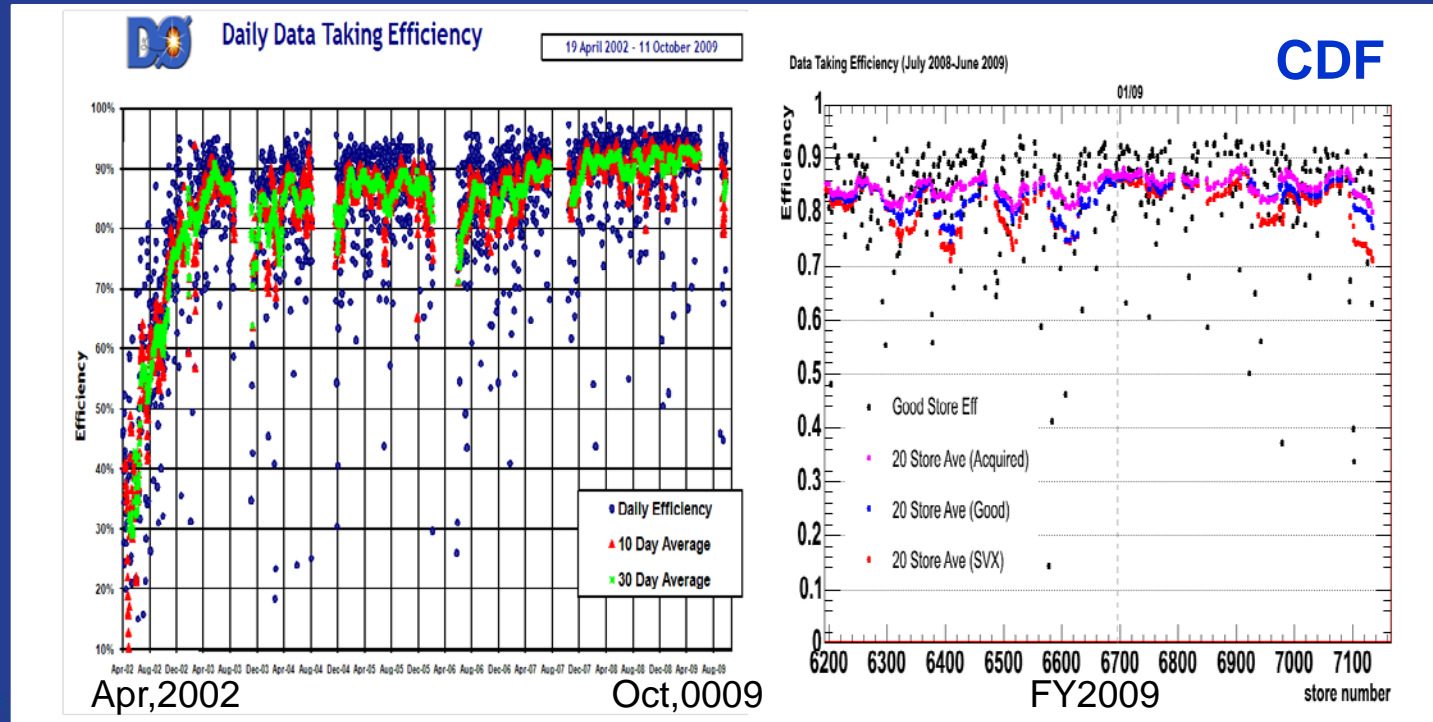 DØ
Daily Data Taking Efficiency
19 April 2002 - 11 October 2009
100%
90%
80%
70%
60%
50%
40%
30%
20%
10%
Efficiency
Daily Efficiency
10 Day Average
30 Day Average
Apr-02 Aug-02 Dec-02 Apr-03 Aug-03 Dec-03 Apr-04 Aug-04 Dec-04 Apr-05 Aug-05 Dec-05 Apr-06 Aug-06 Dec-06 Apr-07 Aug-07 Dec-07 Apr-08 Aug-08 Dec-08 Apr-09 Aug-09
Apr,2002
Oct,0009
CDF
Data Taking Efficiency (July 2008-June 2009)
01/09
Efficiency
1
0.9
0.8
0.7
0.6
0.5
0.4
0.3
0.2
0.1
0
Good Store Eff
20 Store Ave (Acquired)
20 Store Ave (Good)
20 Store Ave (SVX)
6200 6300 6400 6500 6600 6700 6800 6900 7000 7100
FY2009
store number